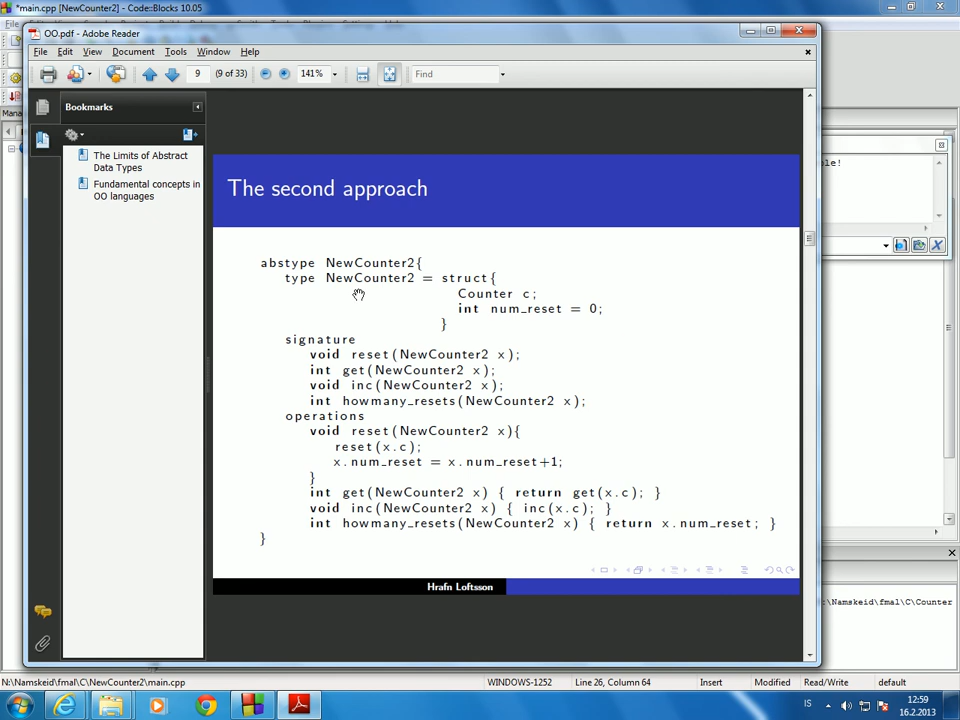 *main.cpp [NewCounter2] - Code::Blocks 10.05
OO.pdf - Adobe Reader
File Edit View Document Tools Window Help
9 (9 of 33) 141% Find
Bookmarks
The Limits of Abstract
Data Types
Fundamental concepts in
OO languages
The second approach
abstype NewCounter2{
type NewCounter2 = struct{
Counter c;
int num_reset = 0;
}
signature
void reset(NewCounter2 x);
int get(NewCounter2 x);
void inc(NewCounter2 x);
int howmany_resets(NewCounter2 x);
operations
void reset(NewCounter2 x){
reset(x.c);
x.num_reset = x.num_reset+1;
}
int get(NewCounter2 x) { return get(x.c); }
void inc(NewCounter2 x) { inc(x.c); }
int howmany_resets(NewCounter2 x) { return x.num_reset; }
}
Hrafn Loftsson
Mana
ble!
:\Namskeid\fmal\C\Counter
N:\Namskeid\fmal\C\NewCounter2\main.cpp WINDOWS-1252 Line 26, Column 64 Insert Modified Read/Write default
IS 12:59
16.2.2013